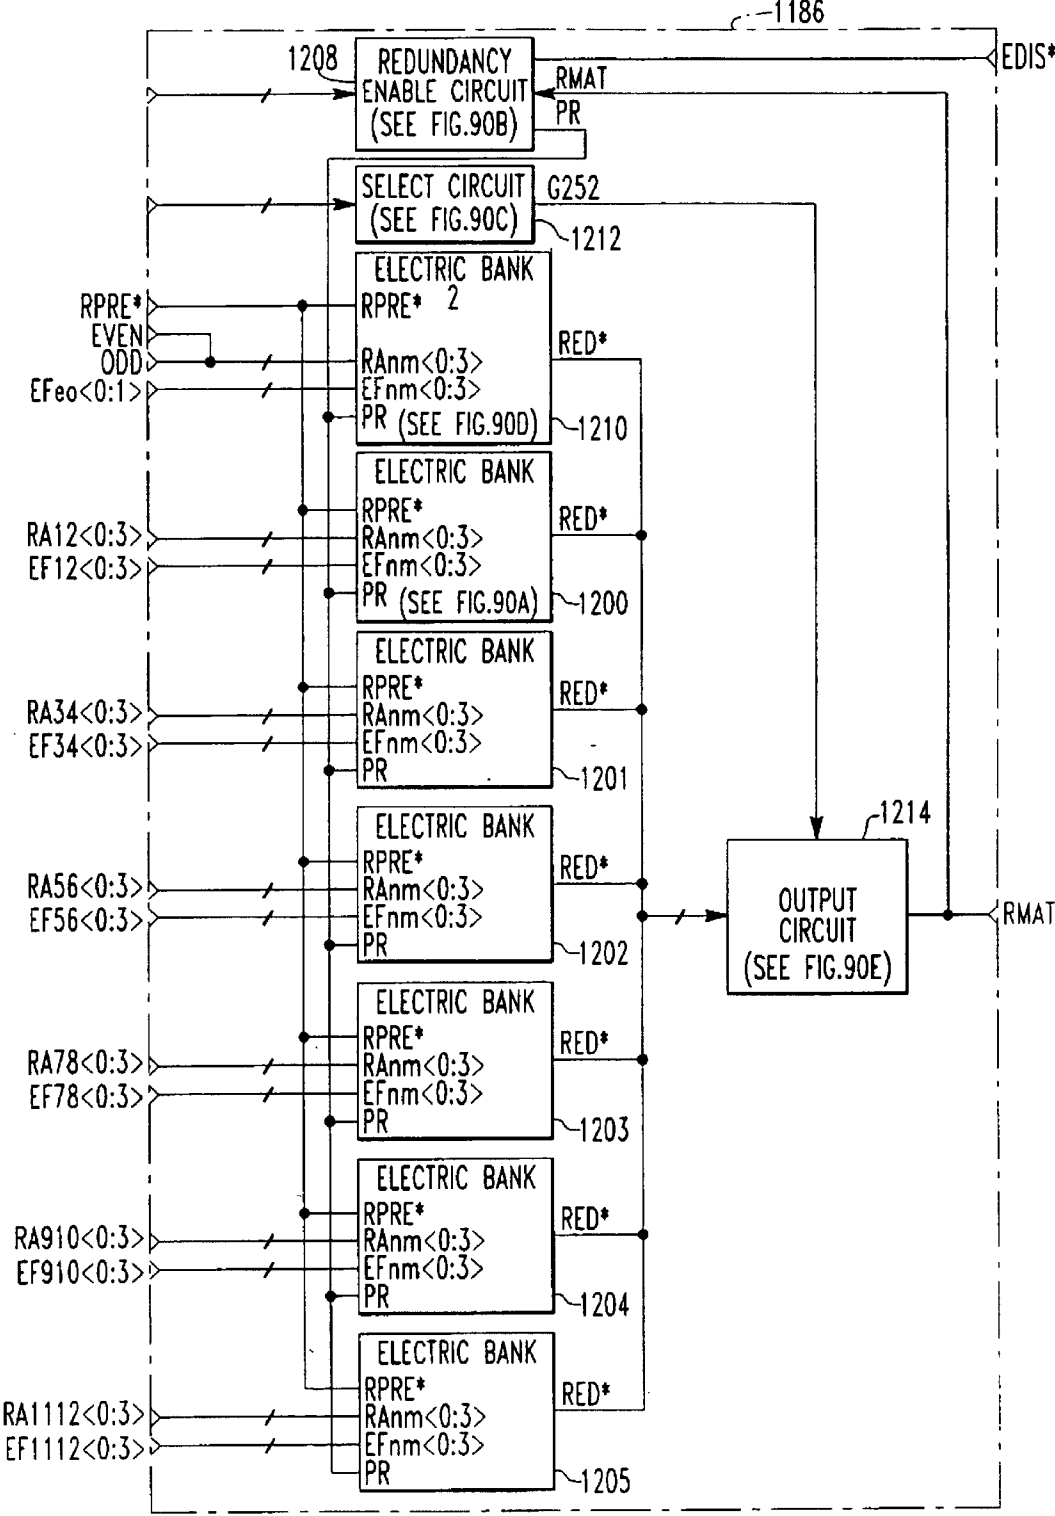 1186
1208
REDUNDANCY
ENABLE CIRCUIT
(SEE FIG.90B)
EDIS*
RMAT
PR
SELECT CIRCUIT
(SEE FIG.90C)
G252
1212
ELECTRIC BANK
2
RPRE*
RPRE*
EVEN
ODD
RAnm<0:3>
RED*
EFeo<0:1>
EFnm<0:3>
PR (SEE FIG.90D)
1210
ELECTRIC BANK
RPRE*
RED*
RA12<0:3>
RAnm<0:3>
EF12<0:3>
EFnm<0:3>
PR (SEE FIG.90A)
1200
ELECTRIC BANK
RPRE*
RED*
RA34<0:3>
RAnm<0:3>
EF34<0:3>
EFnm<0:3>
PR
1201
ELECTRIC BANK
RPRE*
RED*
RA56<0:3>
RAnm<0:3>
EF56<0:3>
EFnm<0:3>
PR
1202
1214
OUTPUT
CIRCUIT
(SEE FIG.90E)
RMAT
ELECTRIC BANK
RPRE*
RED*
RA78<0:3>
RAnm<0:3>
EF78<0:3>
EFnm<0:3>
PR
1203
ELECTRIC BANK
RPRE*
RED*
RA910<0:3>
RAnm<0:3>
EF910<0:3>
EFnm<0:3>
PR
1204
ELECTRIC BANK
RPRE*
RED*
RA1112<0:3>
RAnm<0:3>
EF1112<0:3>
EFnm<0:3>
PR
1205